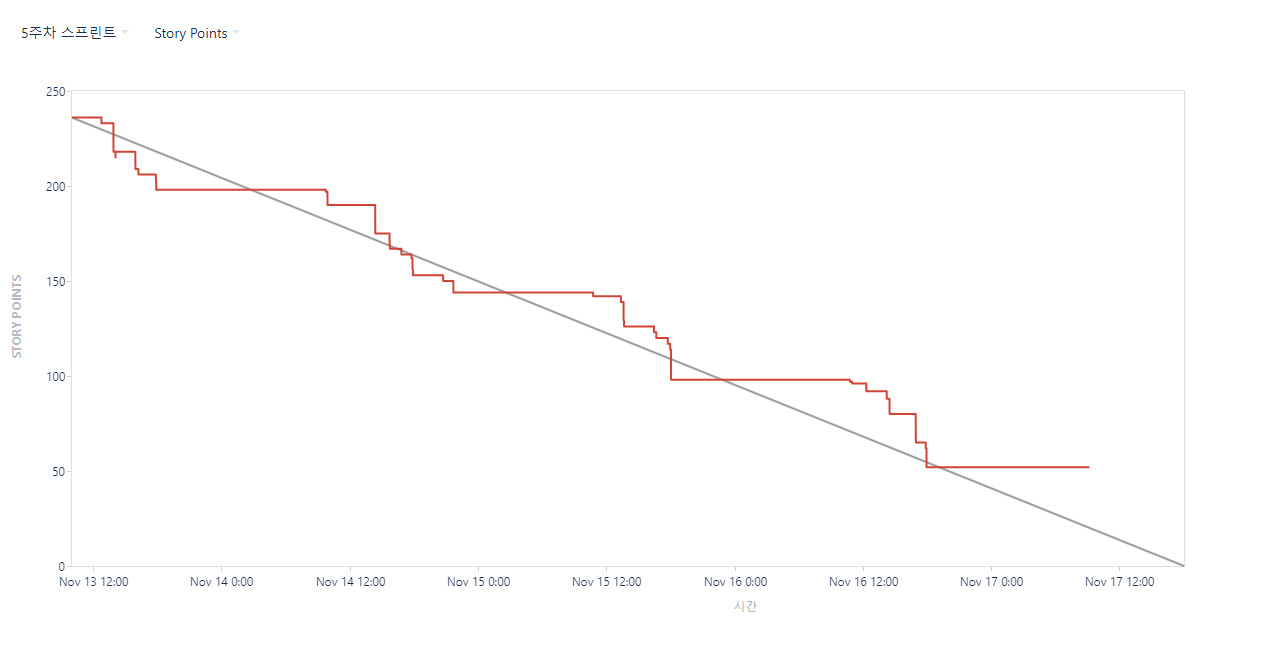 5주차 스프린트 Story Points
250
200
150
100
50
0
STORY POINTS
Nov 13 12:00 Nov 14 0:00 Nov 14 12:00 Nov 15 0:00 Nov 15 12:00 Nov 16 0:00 Nov 16 12:00 Nov 17 0:00 Nov 17 12:00
시간